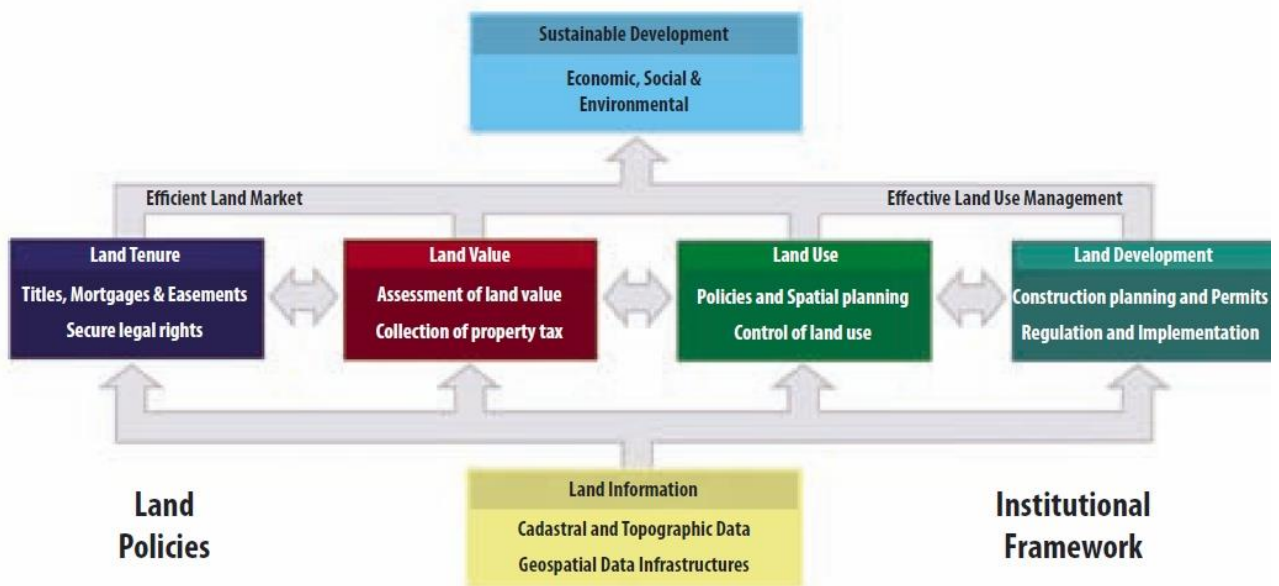 Sustainable Development
Economic, Social &
Environmental
Efficient Land Market
Effective Land Use Management
Land Tenure
Titles, Mortgages & Easements
Secure legal rights
Land Value
Assessment of land value
Collection of property tax
Land Use
Policies and Spatial planning
Control of land use
Land Development
Construction planning and Permits
Regulation and Implementation
Land
Policies
Land Information
Cadastral and Topographic Data
Geospatial Data Infrastructures
Institutional
Framework